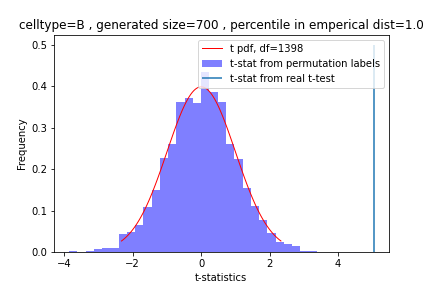 celltype=B , generated size=700 , percentile in emperical dist=1.0
t pdf, df=1398
t-stat from permutation labels
t-stat from real t-test
Frequency
0.5
0.4
0.3
0.2
0.1
0.0
−4 −2 0 2 4
t-statistics